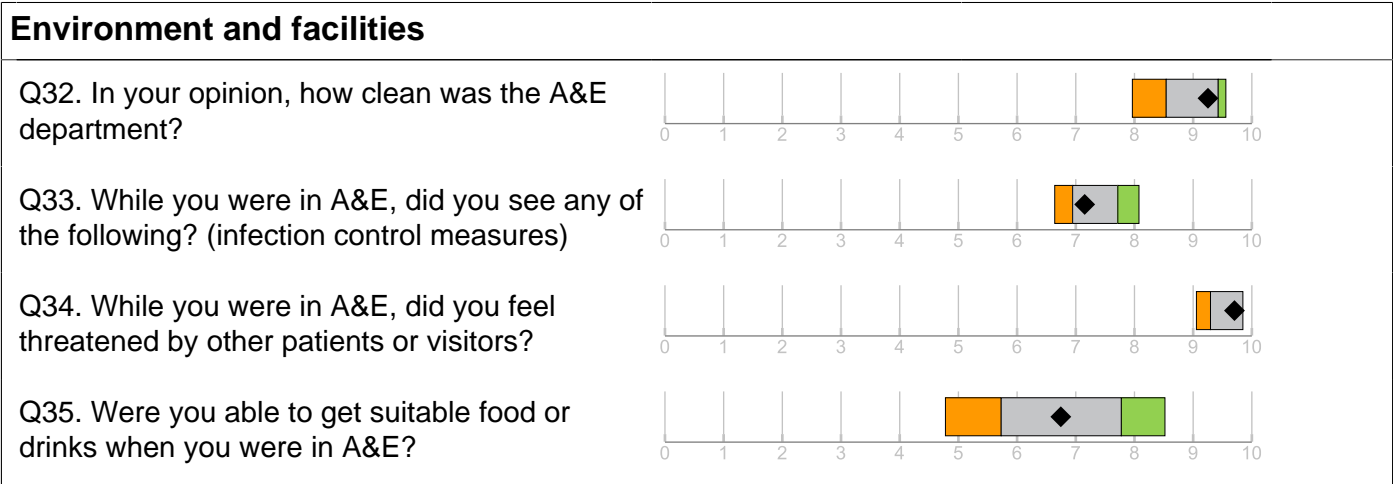 Environment and facilities
Q32. In your opinion, how clean was the A&E
department?
0 1 2 3 4 5 6 7 8 9 10
Q33. While you were in A&E, did you see any of
the following? (infection control measures)
0 1 2 3 4 5 6 7 8 9 10
Q34. While you were in A&E, did you feel
threatened by other patients or visitors?
0 1 2 3 4 5 6 7 8 9 10
Q35. Were you able to get suitable food or
drinks when you were in A&E?
0 1 2 3 4 5 6 7 8 9 10